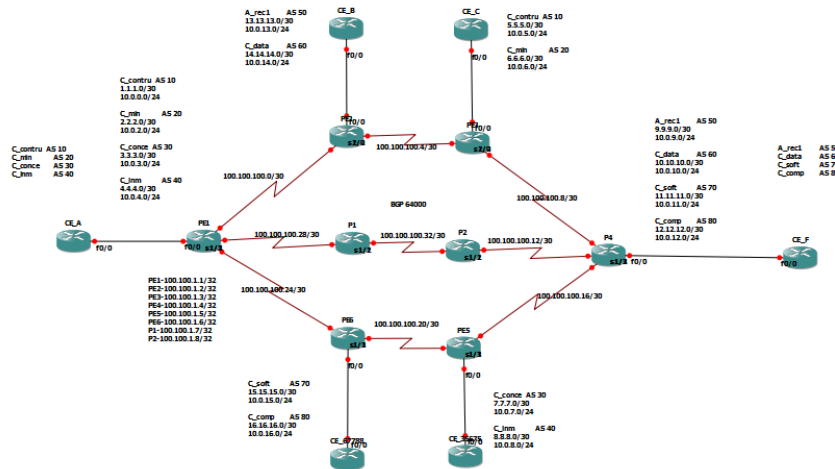 A_rec1 AS 50
13.13.13.0/30
10.0.13.0/24
C_data AS 60
14.14.14.0/30
10.0.14.0/24
CE_B
f0/0
CE_C
f0/0
C_contru AS 10
5.5.5.0/30
10.0.5.0/24
C_min AS 20
6.6.6.0/30
10.0.6.0/24
C_contru AS 10
1.1.1.0/30
10.0.0.0/24
C_min AS 20
2.2.2.0/30
10.0.2.0/24
C_conce AS 30
3.3.3.0/30
10.0.3.0/24
C_inm AS 40
4.4.4.0/30
10.0.4.0/24
C_contru AS 10
C_min AS 20
C_conce AS 30
C_inm AS 40
f0/0
f0/0
100.100.100.4/30
A_rec1 AS 50
9.9.9.0/30
10.0.9.0/24
C_data AS 60
10.10.10.0/30
10.0.10.0/24
C_soft AS 70
11.11.11.0/30
10.0.11.0/24
C_comp AS 80
12.12.12.0/30
10.0.12.0/24
A_rec1 AS 5
C_data AS 6
C_soft AS 7
C_comp AS 8
100.100.100.0/30
100.100.100.8/30
BGP 64000
CE_A
f0/0
PE1
f0/0
100.100.100.28/30
P1
s1/2
100.100.100.32/30
P2
s1/2
100.100.100.12/30
P4
f0/0
CE_F
f0/0
PE1-100.100.1.1/32
PE2-100.100.1.2/32
PE3-100.100.1.3/32
PE4-100.100.1.4/32
PE5-100.100.1.5/32
PE6-100.100.1.6/32
P1-100.100.1.7/32
P2-100.100.1.8/32
100.100.100.24/30
100.100.100.16/30
PE6
s1/3
f0/0
100.100.100.20/30
PE5
s1/3
f0/0
C_soft AS 70
15.15.15.0/30
10.0.15.0/24
C_comp AS 80
16.16.16.0/30
10.0.16.0/24
C_conce AS 30
7.7.7.0/30
10.0.7.0/24
C_inm AS 40
8.8.8.0/30
10.0.8.0/24
f0/0
f0/0